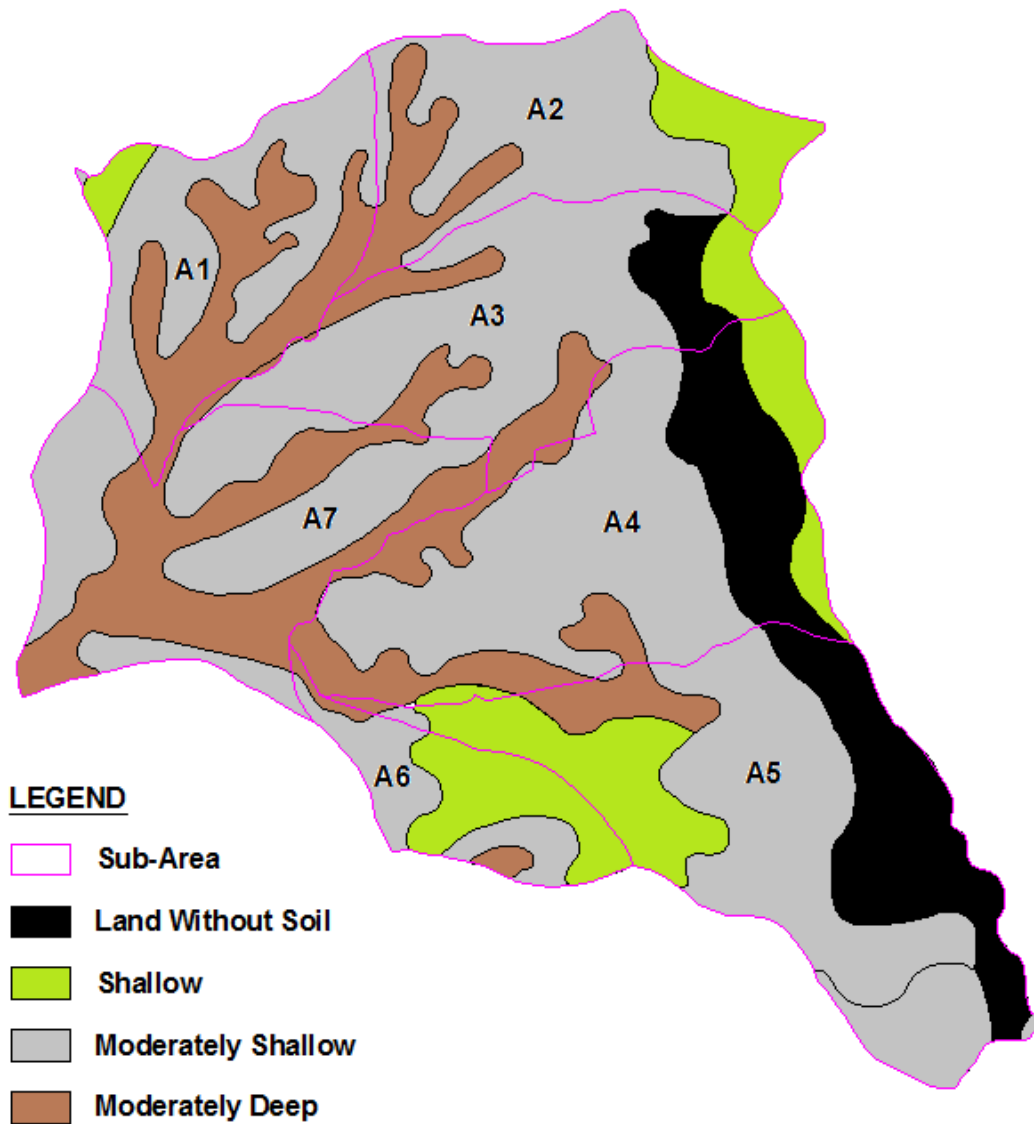 A2
A1
A3
A7
A4
A6
A5
LEGEND
Sub-Area
Land Without Soil
Shallow
Moderately Shallow
Moderately Deep